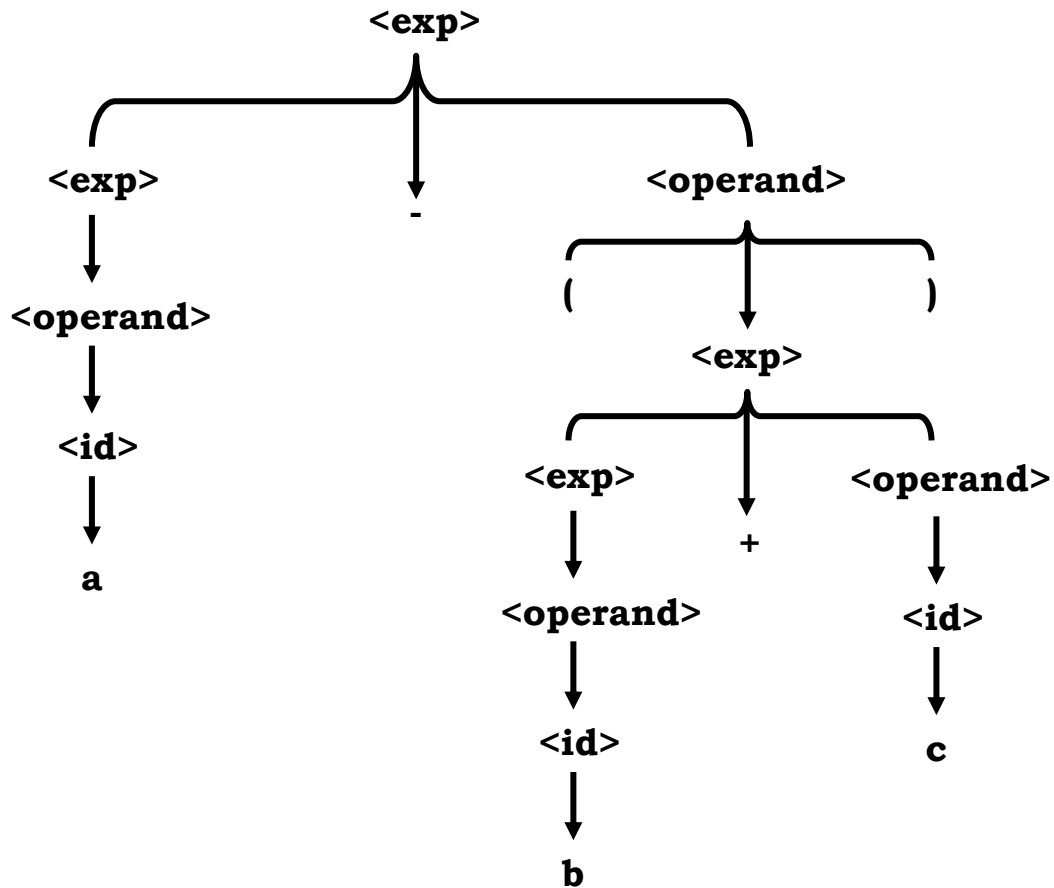 <exp>
<exp> - <operand>
( )
<operand>
<exp>
<id>
<exp> + <operand>
a
<operand> <id>
<id> c
b